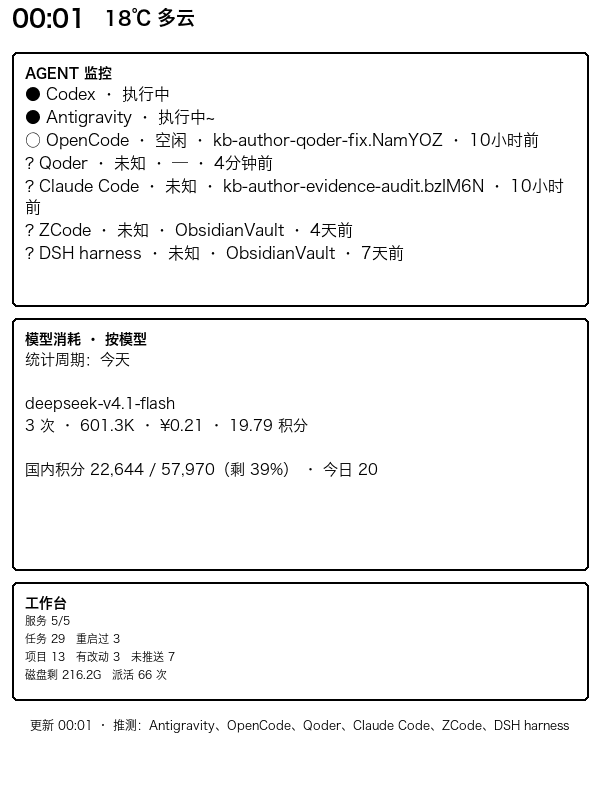 00:01 18℃ 多云
AGENT 监控
● Codex · 执行中
● Antigravity · 执行中~
○ OpenCode · 空闲 · kb-author-qoder-fix.NamYOZ · 10小时前
? Qoder · 未知 · — · 4分钟前
? Claude Code · 未知 · kb-author-evidence-audit.bzIM6N · 10小时
前
? ZCode · 未知 · ObsidianVault · 4天前
? DSH harness · 未知 · ObsidianVault · 7天前
模型消耗 · 按模型
统计周期：今天
deepseek-v4.1-flash
3 次 · 601.3K · ¥0.21 · 19.79 积分
国内积分 22,644 / 57,970（剩 39%） · 今日 20
工作台
服务 5/5
任务 29 重启过 3
项目 13 有改动 3 未推送 7
磁盘剩 216.2G 派活 66 次
更新 00:01 · 推测：Antigravity、OpenCode、Qoder、Claude Code、ZCode、DSH harness